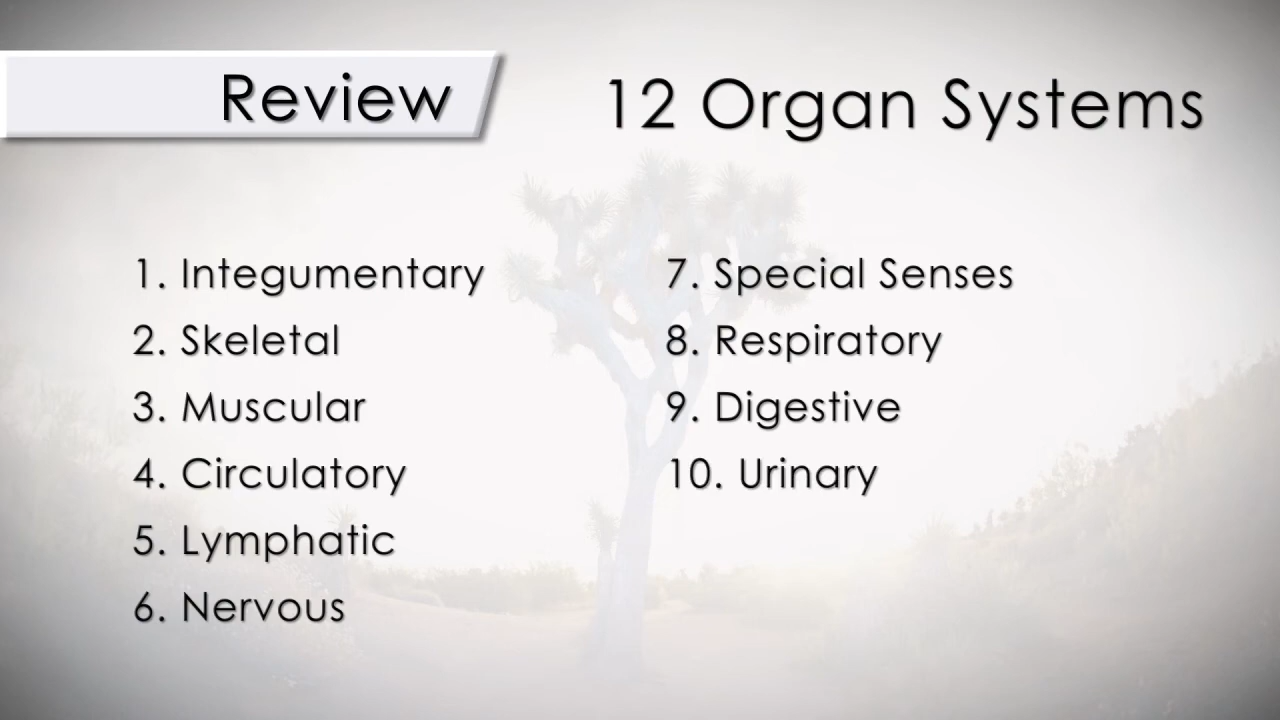 Review
12 Organ Systems
1. Integumentary
2. Skeletal
3. Muscular
4. Circulatory
5. Lymphatic
6. Nervous
7. Special Senses
8. Respiratory
9. Digestive
10. Urinary